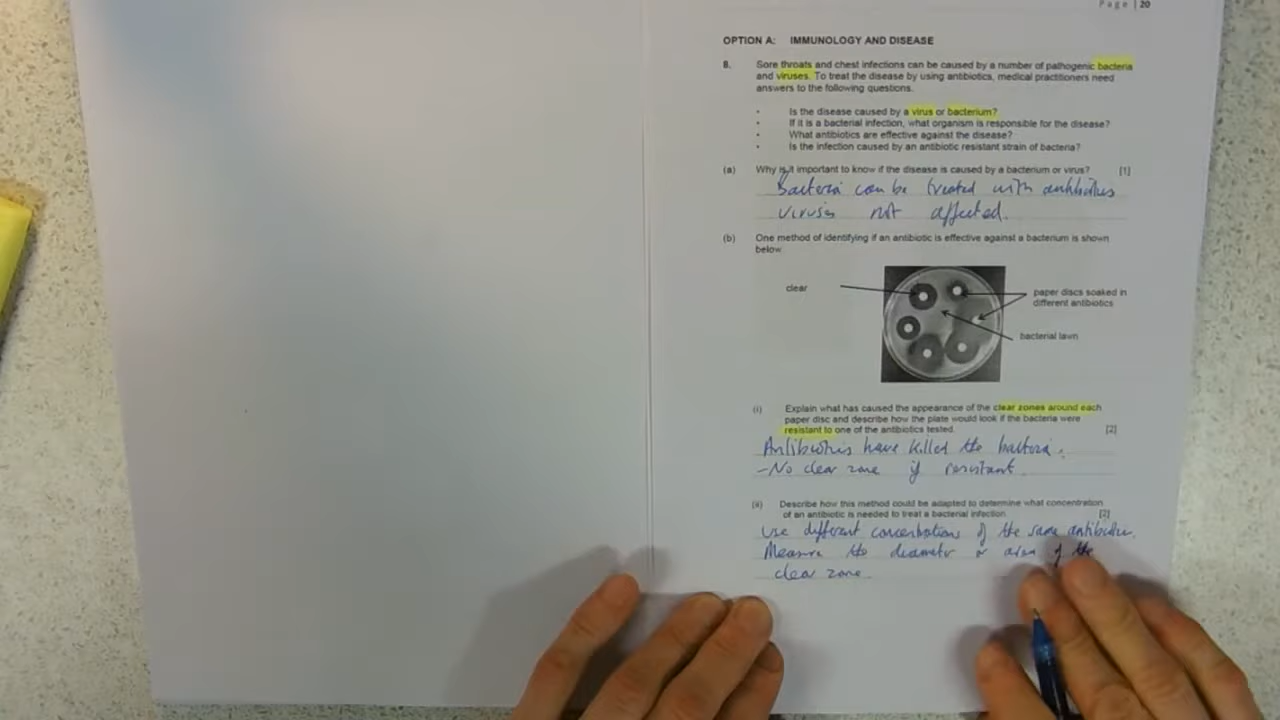 Page | 20
OPTION A: IMMUNOLOGY AND DISEASE
8. Sore throats and chest infections can be caused by a number of pathogenic bacteria
and viruses. To treat the disease by using antibiotics, medical practitioners need
answers to the following questions.
• Is the disease caused by a virus or bacterium?
• If it is a bacterial infection, what organism is responsible for the disease?
• What antibiotics are effective against the disease?
• Is the infection caused by an antibiotic resistant strain of bacteria?
(a) Why is it important to know if the disease is caused by a bacterium or virus? [1]
Bacteria can be treated with antibiotics
viruses not affected.
(b) One method of identifying if an antibiotic is effective against a bacterium is shown
below.
clear
paper discs soaked in
different antibiotics
bacterial lawn
(i) Explain what has caused the appearance of the clear zones around each
paper disc and describe how the plate would look if the bacteria were
resistant to one of the antibiotics tested. [2]
Antibiotics have killed the bacteria.
- No clear zone if resistant
(ii) Describe how this method could be adapted to determine what concentration
of an antibiotic is needed to treat a bacterial infection. [2]
Use different concentrations of the same antibiotic.
Measure the diameter or area of the
clear zone.